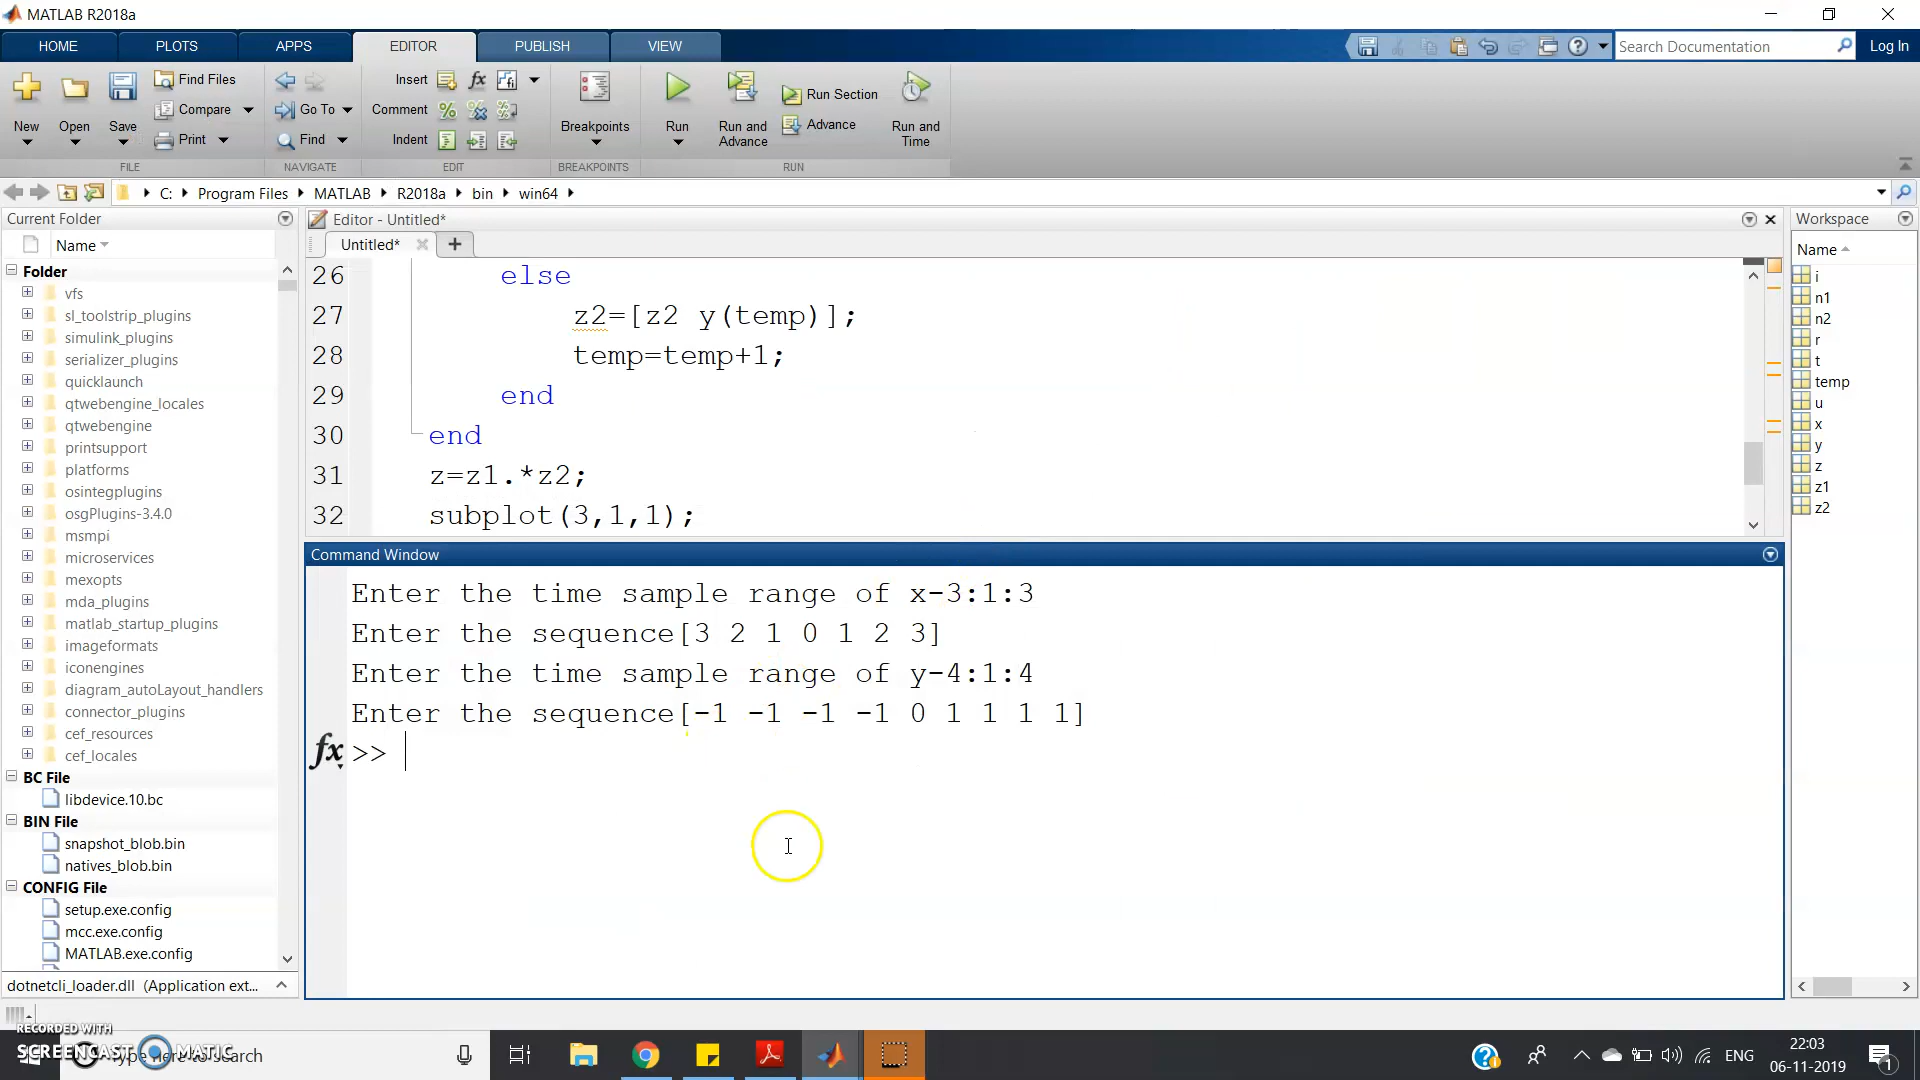 MATLAB R2018a
HOME PLOTS APPS EDITOR PUBLISH VIEW
Search Documentation Log In
New Open Save Find Files Compare Print
Go To Find
Insert fx
Comment
Indent
Breakpoints
Run
Run and Advance
Run Section
Advance
Run and Time
FILE NAVIGATE EDIT BREAKPOINTS RUN
C: Program Files MATLAB R2018a bin win64
Current Folder
Name
Folder
vfs
sl_toolstrip_plugins
simulink_plugins
serializer_plugins
quicklaunch
qtwebengine_locales
qtwebengine
printsupport
platforms
osintegplugins
osgPlugins-3.4.0
msmpi
microservices
mexopts
mda_plugins
matlab_startup_plugins
imageformats
iconengines
diagram_autoLayout_handlers
connector_plugins
cef_resources
cef_locales
BC File
libdevice.10.bc
BIN File
snapshot_blob.bin
natives_blob.bin
CONFIG File
setup.exe.config
mcc.exe.config
MATLAB.exe.config
dotnetcli_loader.dll (Application ext...
Editor - Untitled*
Untitled*
26 else
27 z2=[z2 y(temp)];
28 temp=temp+1;
29 end
30 end
31 z=z1.*z2;
32 subplot(3,1,1);
Command Window
Enter the time sample range of x-3:1:3
Enter the sequence[3 2 1 0 1 2 3]
Enter the time sample range of y-4:1:4
Enter the sequence[-1 -1 -1 -1 0 1 1 1 1]
fx >>
Workspace
Name
i
n1
n2
r
t
temp
u
x
y
z
z1
z2
RECORDED WITH
SCREENCAST MATIC
Type here to search
ENG
22:03
06-11-2019
1